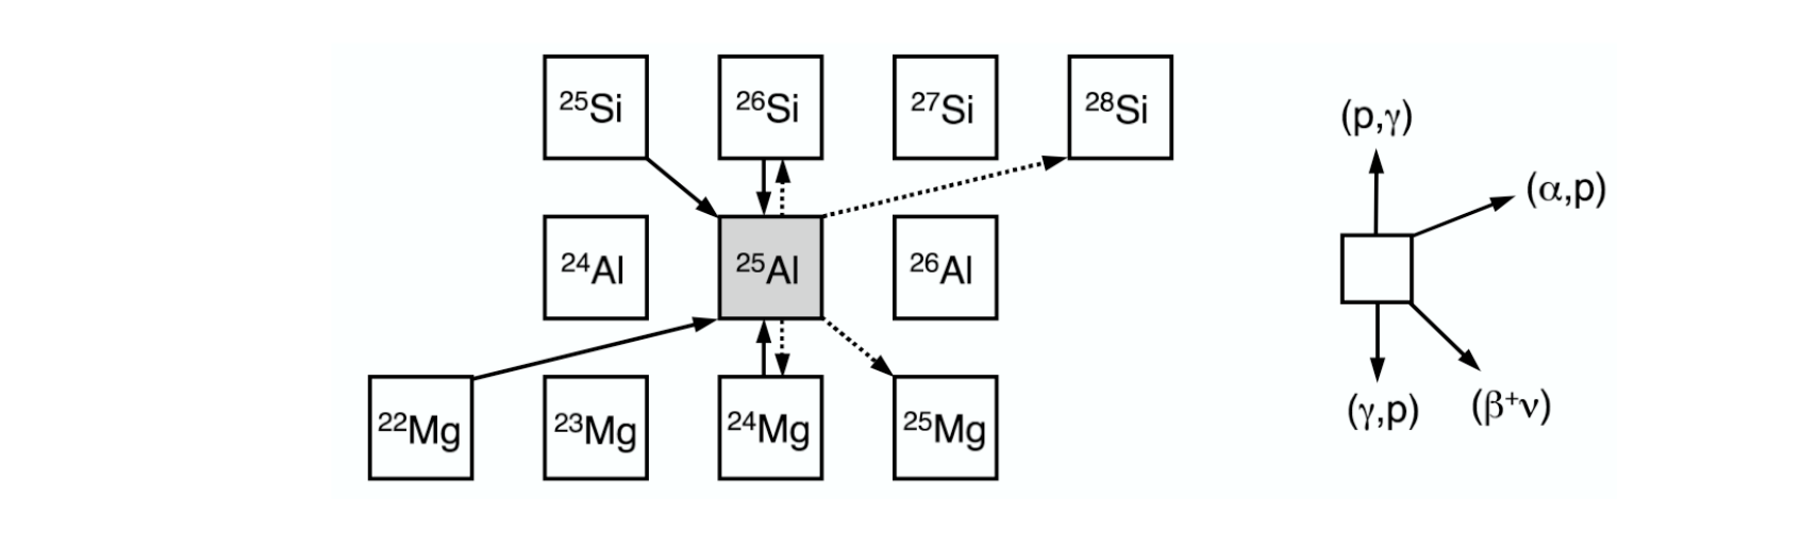 ²⁵Si ²⁶Si ²⁷Si ²⁸Si
²⁴Al ²⁵Al ²⁶Al
²²Mg ²³Mg ²⁴Mg ²⁵Mg
(p,γ)
(α,p)
(γ,p) (β⁺ν)